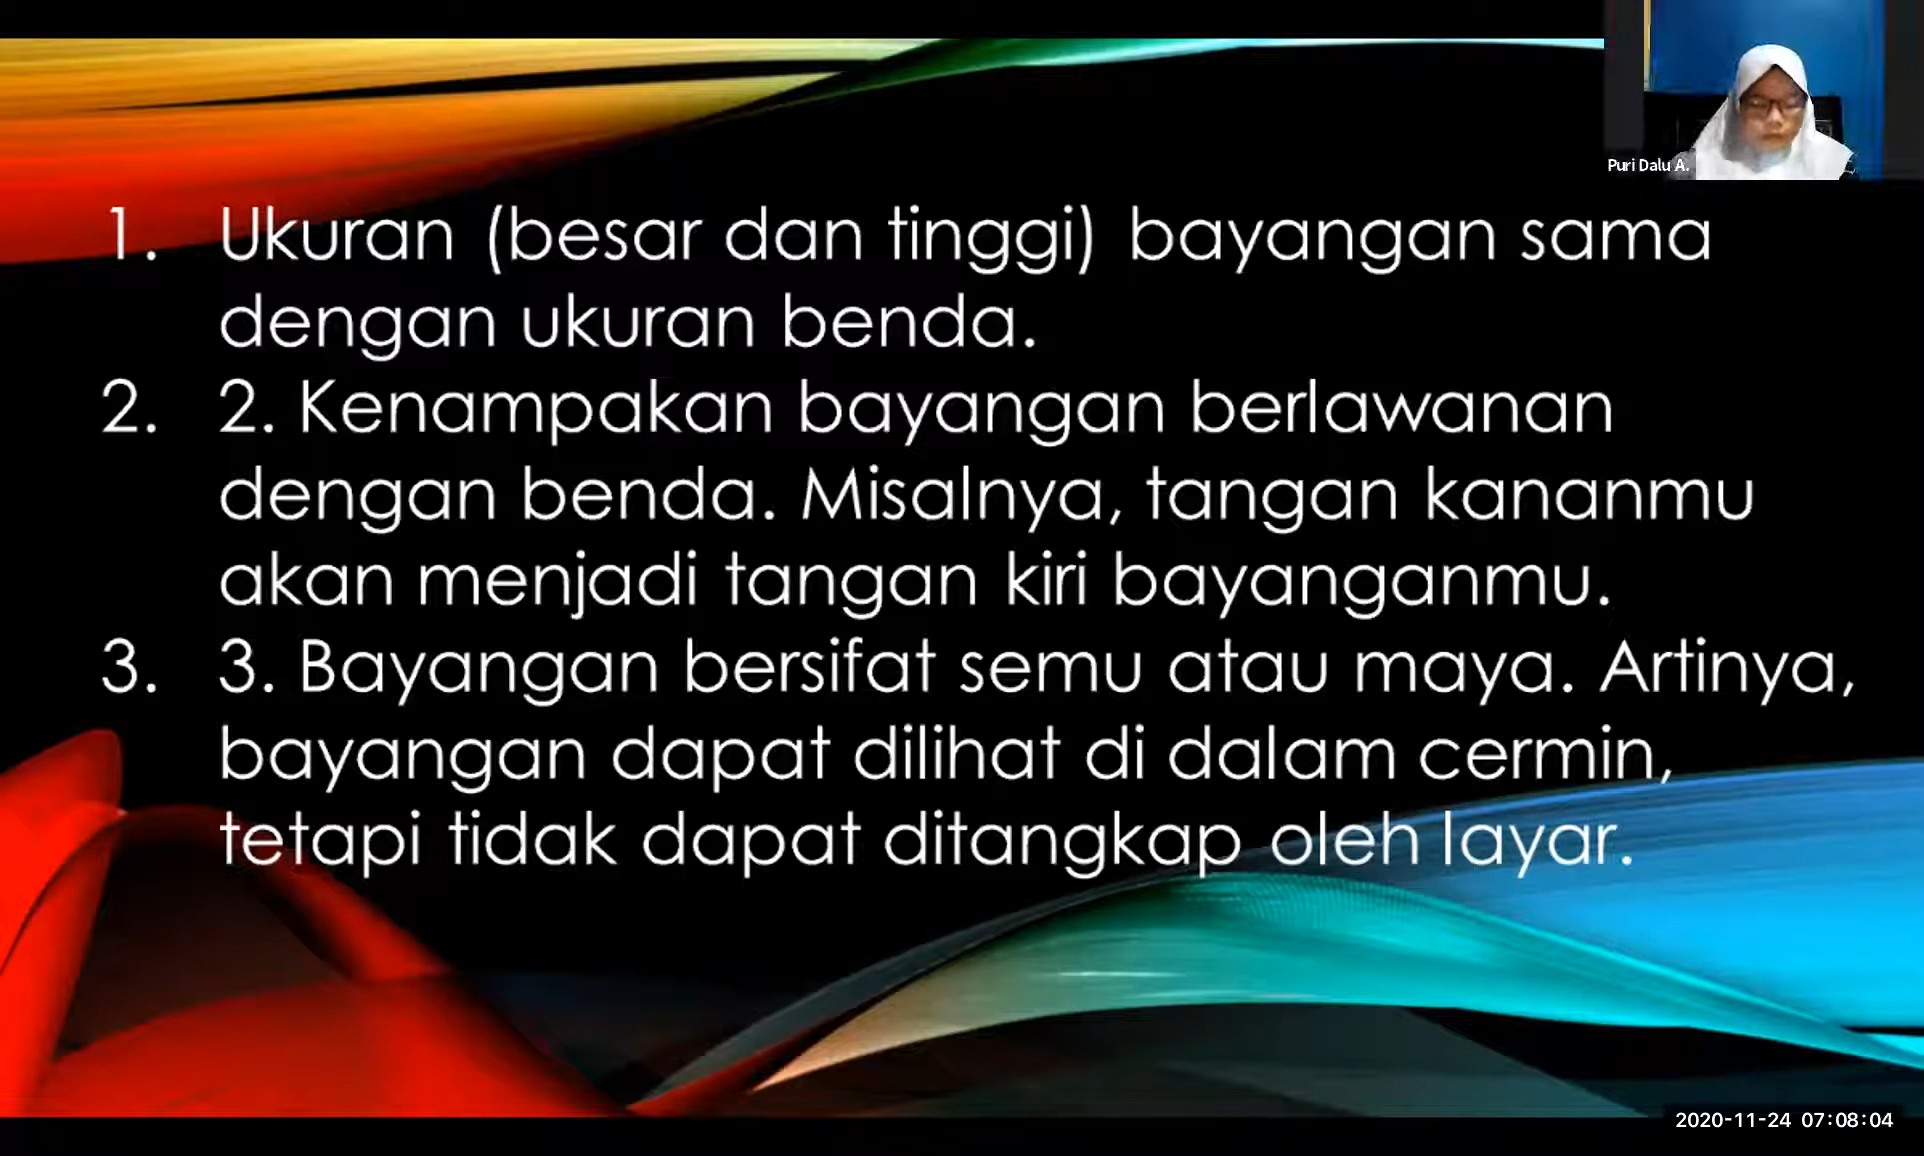 Puri Dalu A.
1. Ukuran (besar dan tinggi) bayangan sama
dengan ukuran benda.
2. 2. Kenampakan bayangan berlawanan
dengan benda. Misalnya, tangan kananmu
akan menjadi tangan kiri bayanganmu.
3. 3. Bayangan bersifat semu atau maya. Artinya,
bayangan dapat dilihat di dalam cermin,
tetapi tidak dapat ditangkap oleh layar.
2020-11-24 07:08:04